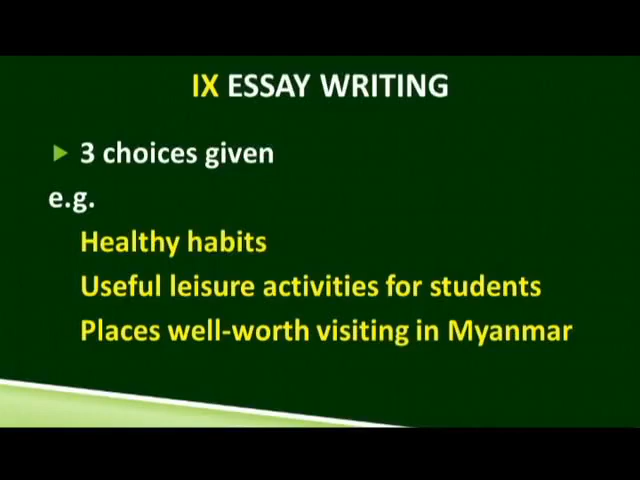 IX ESSAY WRITING
3 choices given
e.g.
Healthy habits
Useful leisure activities for students
Places well-worth visiting in Myanmar